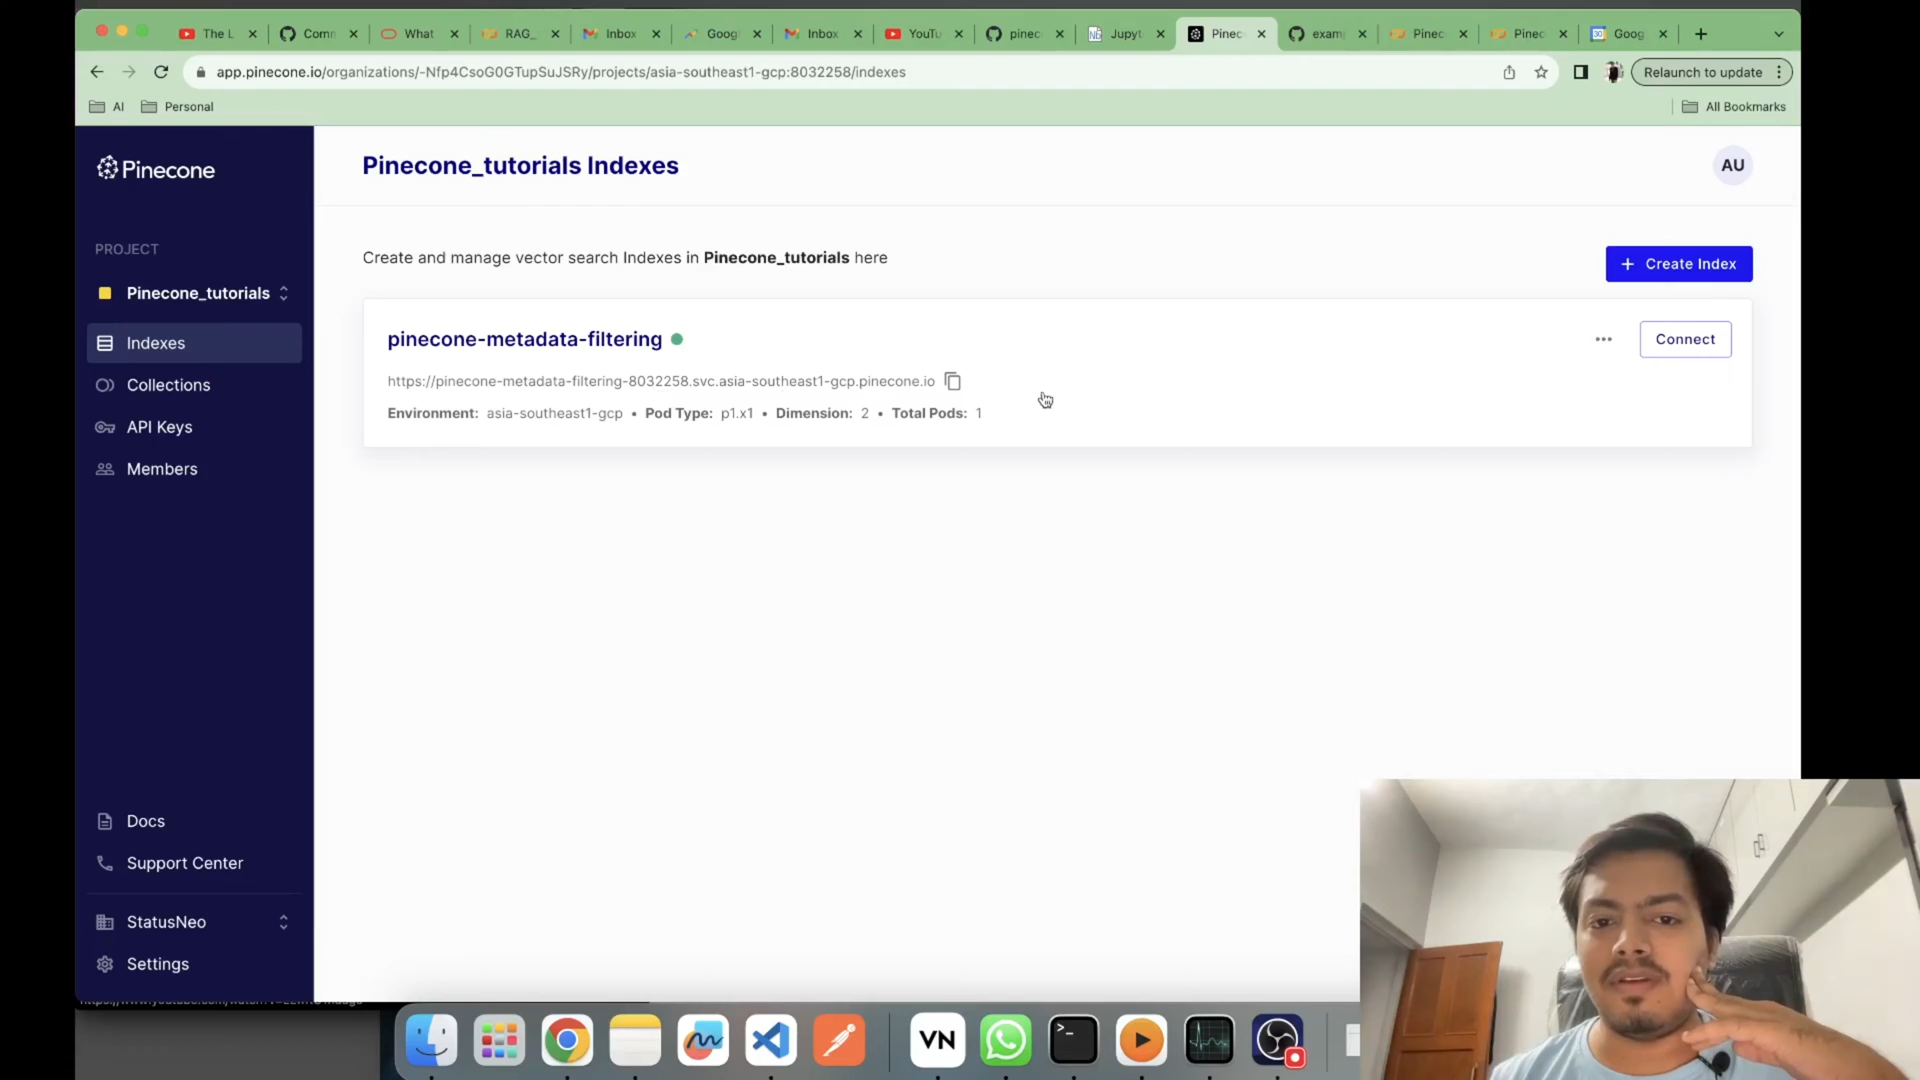 The L
Comn
What
RAG_
Inbox
Goog
Inbox
YouTu
pinec
Jupyt
Pinec
exam
Pinec
Pinec
Goog
app.pinecone.io/organizations/-Nfp4CsoG0GTupSuJSRy/projects/asia-southeast1-gcp:8032258/indexes
Relaunch to update
AI
Personal
All Bookmarks
Pinecone
PROJECT
Pinecone_tutorials
Indexes
Collections
API Keys
Members
Docs
Support Center
StatusNeo
Settings
Pinecone_tutorials Indexes
AU
Create and manage vector search Indexes in Pinecone_tutorials here
+ Create Index
pinecone-metadata-filtering
Connect
https://pinecone-metadata-filtering-8032258.svc.asia-southeast1-gcp.pinecone.io
Environment: asia-southeast1-gcp • Pod Type: p1.x1 • Dimension: 2 • Total Pods: 1
VN